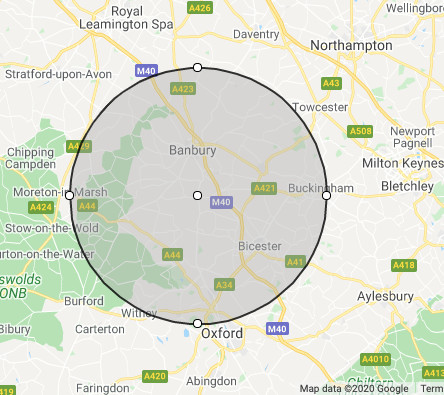 Royal
Leamington Spa
A426
Wellingbor
Daventry
Northampton
Stratford-upon-Avon
M40
A43
A423
Towcester
A508
Newport
Pagnell
Chipping
Campden
A429
Banbury
Milton Keynes
Moreton-in-Marsh
A421
Buckingham
Bletchley
A424
A44
M40
Stow-on-the-Wold
Bicester
urton-on-the-Water
A44
A41
A418
swolds
ONB
A34
Burford
Witney
Aylesbury
Bibury
Carterton
Oxford
M40
A4010
A420
Abingdon
A413
Chiltern
419
Faringdon
Map data ©2020 Google
Term